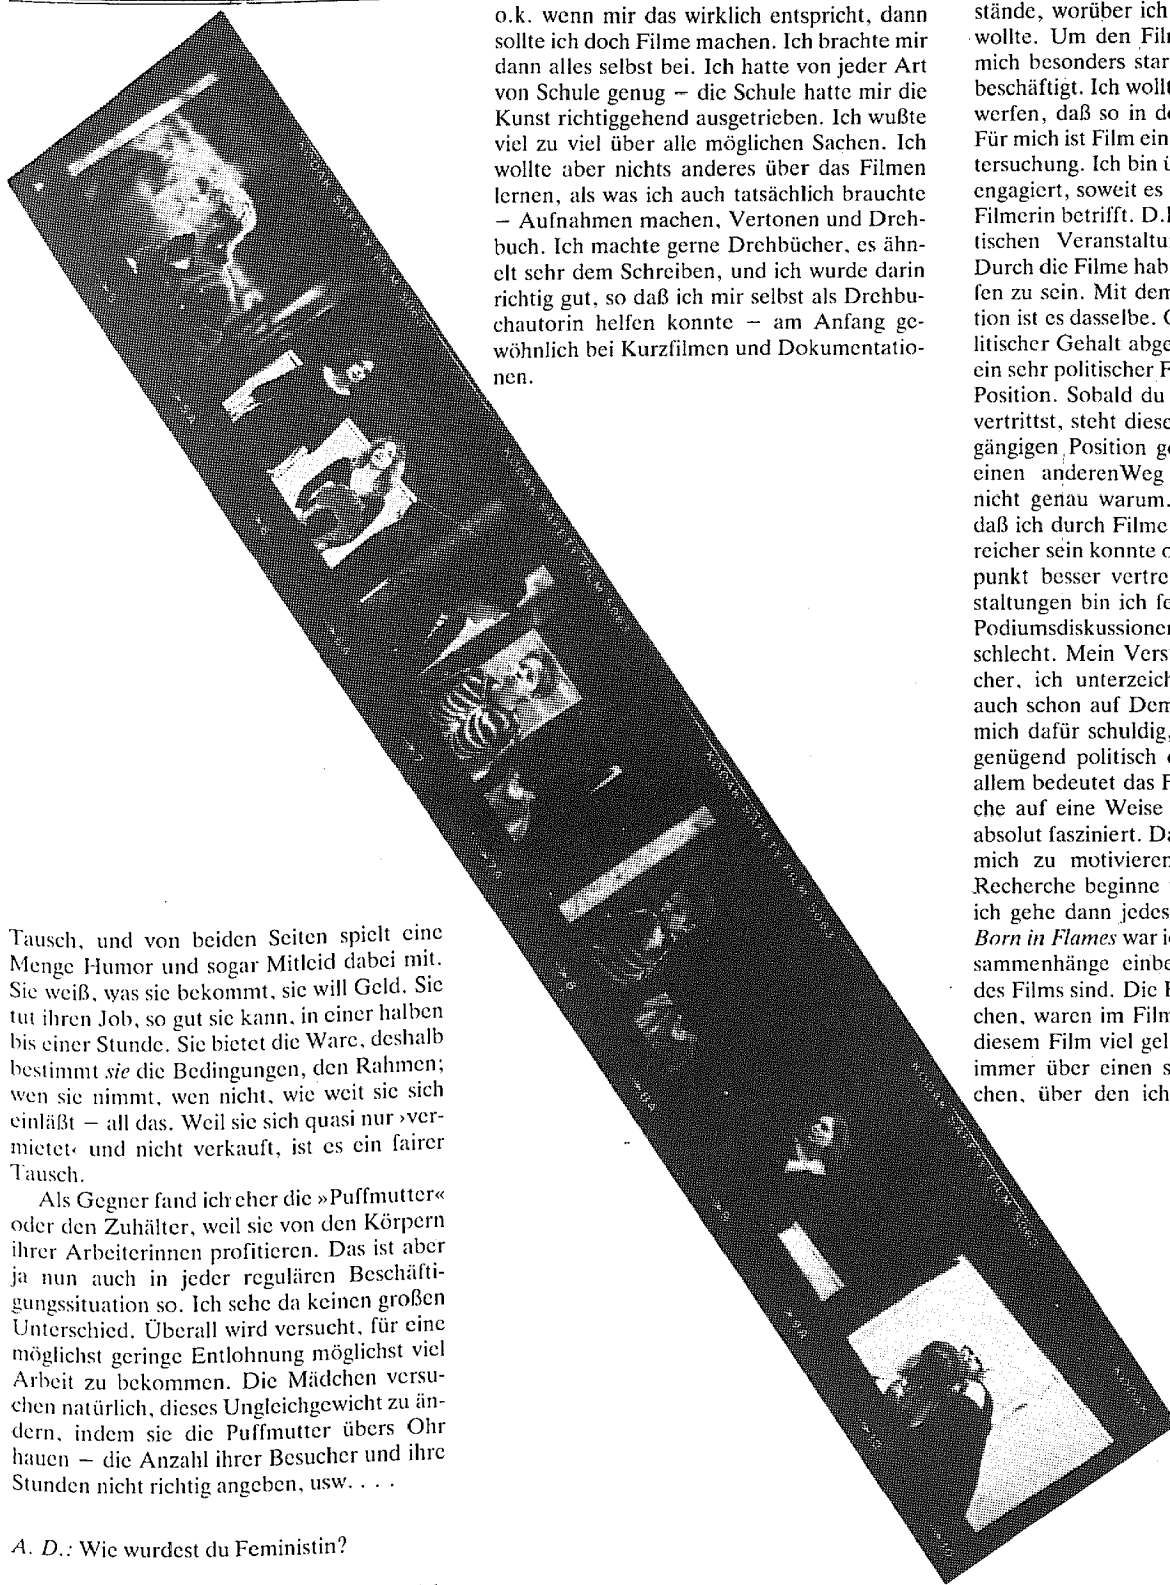 Tausch, und von beiden Seiten spielt eine
Menge Humor und sogar Mitleid dabei mit.
Sie weiß, was sie bekommt, sie will Geld. Sie
tut ihren Job, so gut sie kann, in einer halben
bis einer Stunde. Sie bietet die Ware, deshalb
bestimmt sie die Bedingungen, den Rahmen;
wen sie nimmt, wen nicht, wie weit sie sich
einläßt – all das. Weil sie sich quasi nur ›ver-
mietet‹ und nicht verkauft, ist es ein fairer
Tausch.
Als Gegner fand ich eher die »Puffmutter«
oder den Zuhälter, weil sie von den Körpern
ihrer Arbeiterinnen profitieren. Das ist aber
ja nun auch in jeder regulären Beschäfti-
gungssituation so. Ich sehe da keinen großen
Unterschied. Überall wird versucht, für eine
möglichst geringe Entlohnung möglichst viel
Arbeit zu bekommen. Die Mädchen versu-
chen natürlich, dieses Ungleichgewicht zu än-
dern, indem sie die Puffmutter übers Ohr
hauen – die Anzahl ihrer Besucher und ihre
Stunden nicht richtig angeben, usw. . . .
A. D.: Wie wurdest du Feministin?
o.k. wenn mir das wirklich entspricht, dann
sollte ich doch Filme machen. Ich brachte mir
dann alles selbst bei. Ich hatte von jeder Art
von Schule genug – die Schule hatte mir die
Kunst richtiggehend ausgetrieben. Ich wußte
viel zu viel über alle möglichen Sachen. Ich
wollte aber nichts anderes über das Filmen
lernen, als was ich auch tatsächlich brauchte
– Aufnahmen machen, Vertonen und Dreh-
buch. Ich machte gerne Drehbücher, es ähn-
elt sehr dem Schreiben, und ich wurde darin
richtig gut, so daß ich mir selbst als Drehbu-
chautorin helfen konnte – am Anfang ge-
wöhnlich bei Kurzfilmen und Dokumentatio-
nen.
stände, worüber ich
wollte. Um den Fil
mich besonders star
beschäftigt. Ich wollt
werfen, daß so in de
Für mich ist Film ein
tersuchung. Ich bin ü
engagiert, soweit es
Filmerin betrifft. D.
tischen Veranstaltu
Durch die Filme hab
fen zu sein. Mit dem
tion ist es dasselbe.
litischer Gehalt abge
ein sehr politischer F
Position. Sobald du
vertrittst, steht diese
gängigen Position ge
einen anderenWeg
nicht genau warum.
daß ich durch Filme
reicher sein konnte o
punkt besser vertre
staltungen bin ich fe
Podiumsdiskussionen
schlecht. Mein Vers
cher, ich unterzeich
auch schon auf Dem
mich dafür schuldig,
genügend politisch
allem bedeutet das F
che auf eine Weise
absolut fasziniert. Da
mich zu motivieren
Recherche beginne
ich gehe dann jedes
Born in Flames war ic
sammenhänge einbe
des Films sind. Die
chen, waren im Film
diesem Film viel gel
immer über einen s
chen, über den ich
KODAK SAFETY FILM 5063
KODAK SAFETY FILM 5063